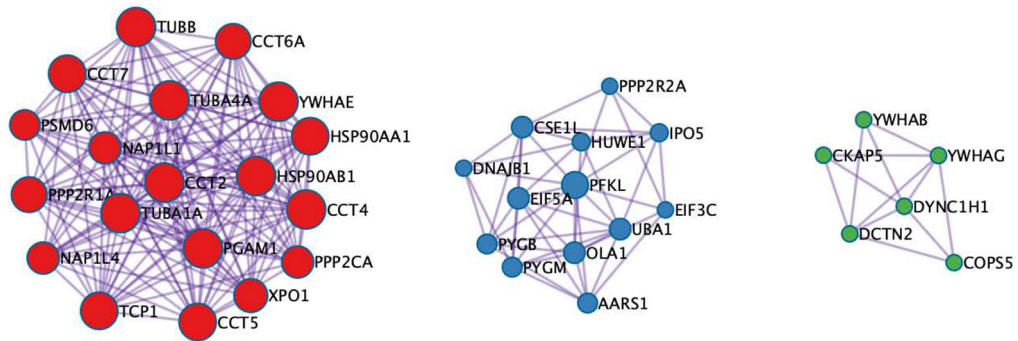 TUBB
CCT6A
CCT7
TUBA4A
YWHAE
PSMD6
HSP90AA1
NAP1L1
HSP90AB1
CCT2
PPP2R1A
CCT4
TUBA1A
PGAM1
NAP1L4
PPP2CA
XPO1
TCP1
CCT5
PPP2R2A
CSE1L
IPO5
HUWE1
DNAJB1
PFKL
EIF5A
EIF3C
UBA1
PYGB
OLA1
PYGM
AARS1
YWHAB
CKAP5
YWHAG
DYNC1H1
DCTN2
COPS5